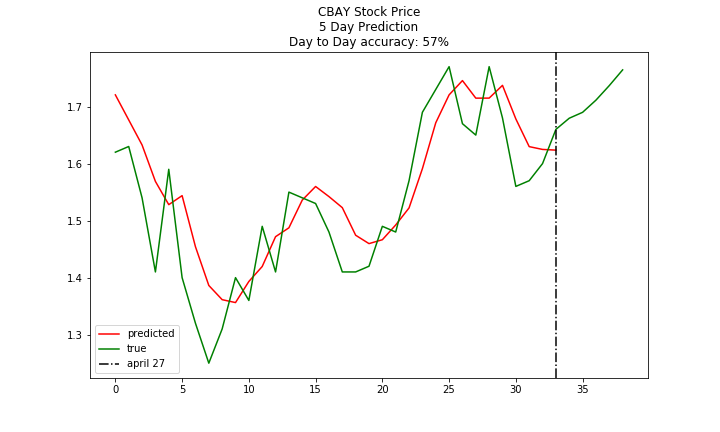 CBAY Stock Price
5 Day Prediction
Day to Day accuracy: 57%
1.7
1.6
1.5
1.4
1.3
predicted
true
april 27
0 5 10 15 20 25 30 35